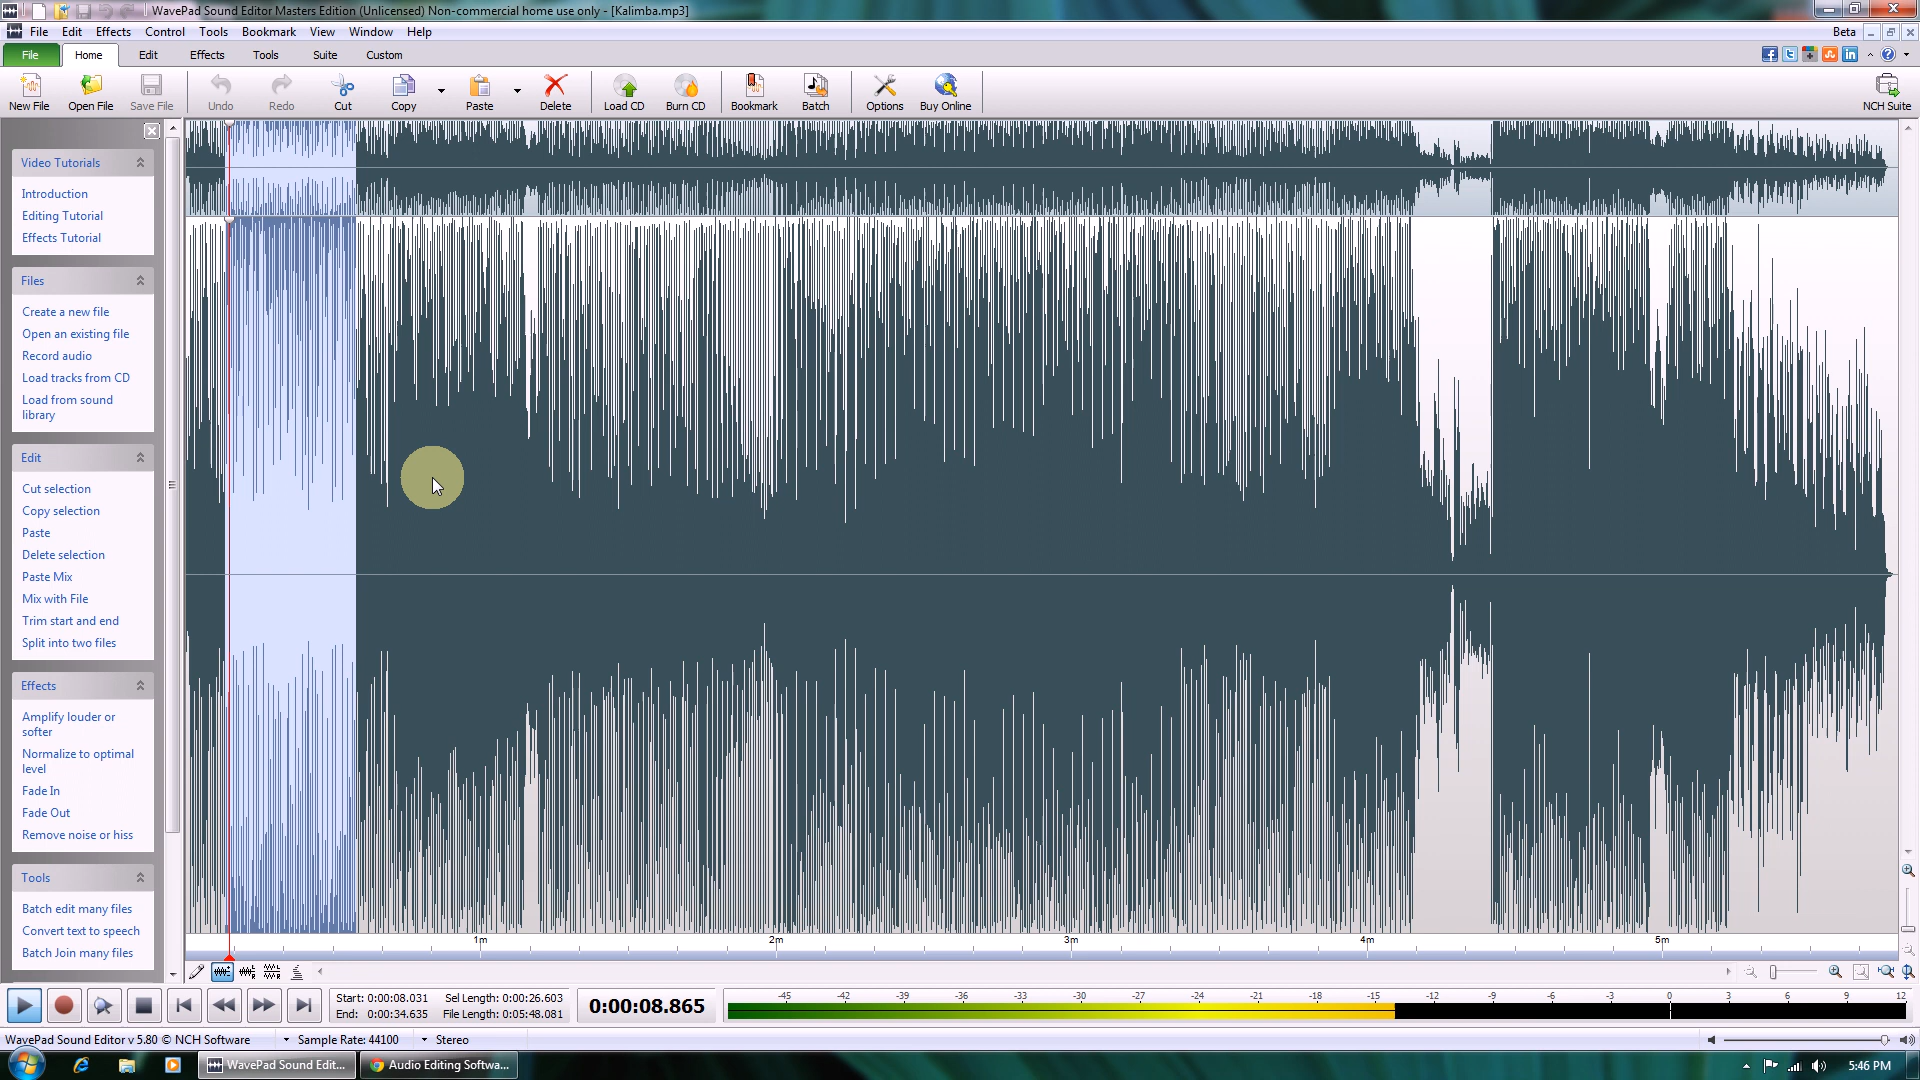 WavePad Sound Editor Masters Edition (Unlicensed) Non-commercial home use only - [Kalimba.mp3]
File Edit Effects Control Tools Bookmark View Window Help Beta
File Home Edit Effects Tools Suite Custom
New File Open File Save File Undo Redo Cut Copy Paste Delete Load CD Burn CD Bookmark Batch Options Buy Online NCH Suite
Video Tutorials
Introduction
Editing Tutorial
Effects Tutorial
Files
Create a new file
Open an existing file
Record audio
Load tracks from CD
Load from sound
library
Edit
Cut selection
Copy selection
Paste
Delete selection
Paste Mix
Mix with File
Trim start and end
Split into two files
Effects
Amplify louder or
softer
Normalize to optimal
level
Fade In
Fade Out
Remove noise or hiss
Tools
Batch edit many files
Convert text to speech
Batch Join many files
1m 2m 3m 4m 5m
Start: 0:00:08.031 Sel Length: 0:00:26.603
End: 0:00:34.635 File Length: 0:05:48.081
0:00:08.865
-45 -42 -39 -36 -33 -30 -27 -24 -21 -18 -15 -12 -9 -6 -3 0 3 6 9 12
WavePad Sound Editor v 5.80 © NCH Software Sample Rate: 44100 Stereo
WavePad Sound Edit... Audio Editing Softwa... 5:46 PM